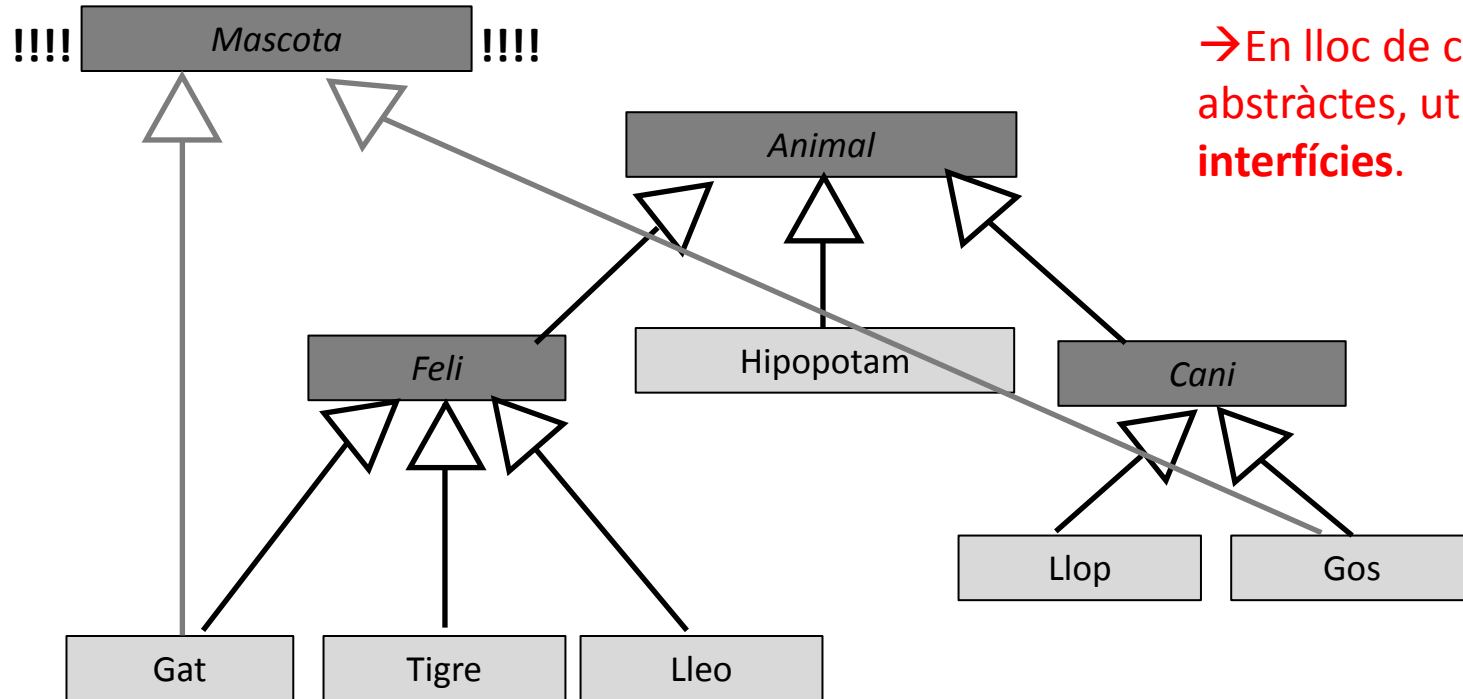 !!!! Mascota !!!!
→En lloc de c
abstràctes, ut
interfícies.
Animal
Feli
Hipopotam
Cani
Llop
Gos
Gat
Tigre
Lleo